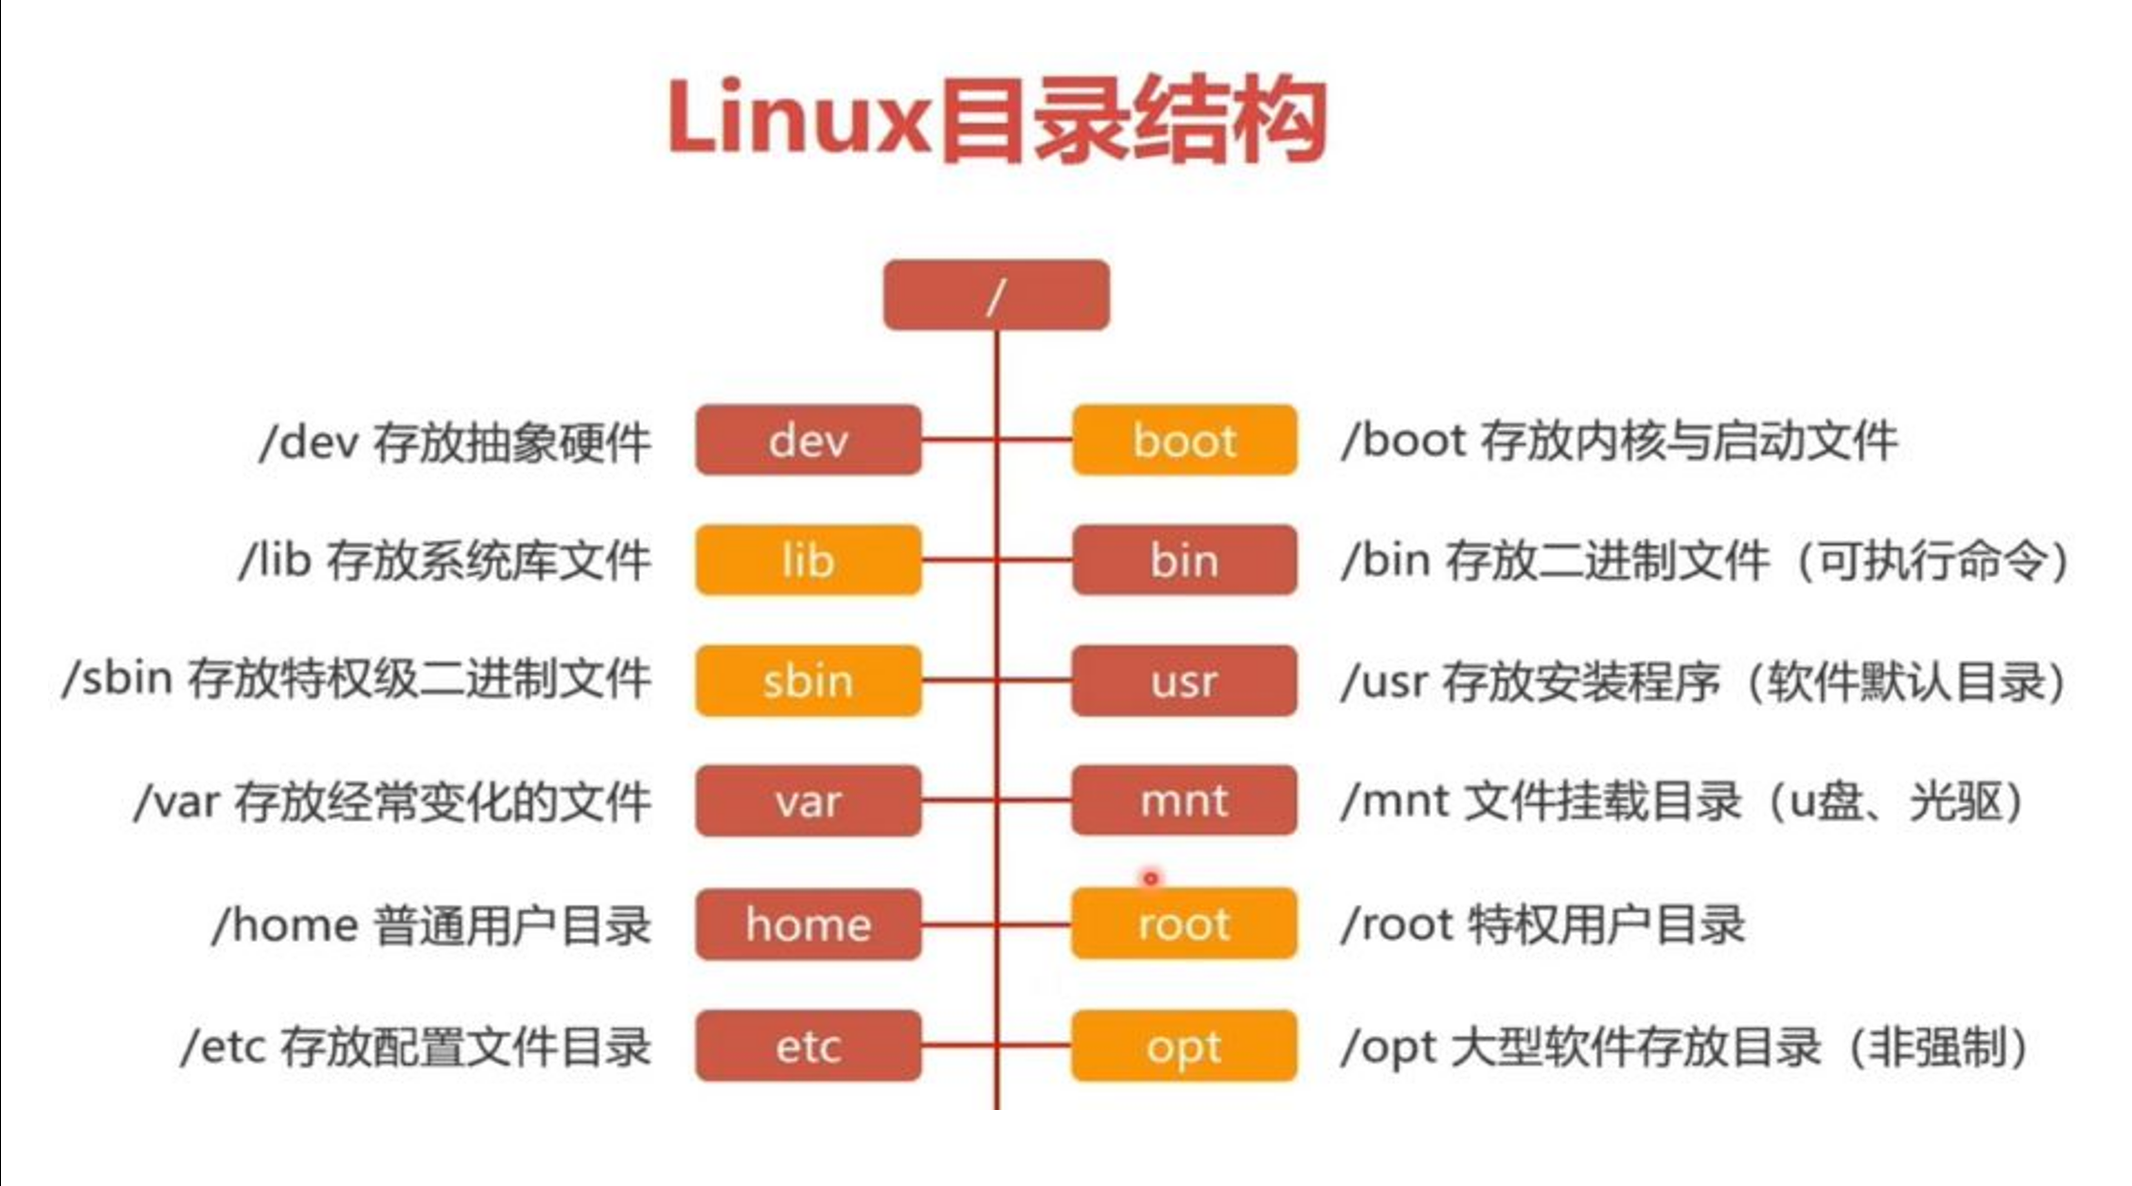 Linux目录结构
/
/dev 存放抽象硬件 dev boot /boot 存放内核与启动文件
/lib 存放系统库文件 lib bin /bin 存放二进制文件（可执行命令）
/sbin 存放特权级二进制文件 sbin usr /usr 存放安装程序（软件默认目录）
/var 存放经常变化的文件 var mnt /mnt 文件挂载目录（u盘、光驱）
/home 普通用户目录 home root /root 特权用户目录
/etc 存放配置文件目录 etc opt /opt 大型软件存放目录（非强制）